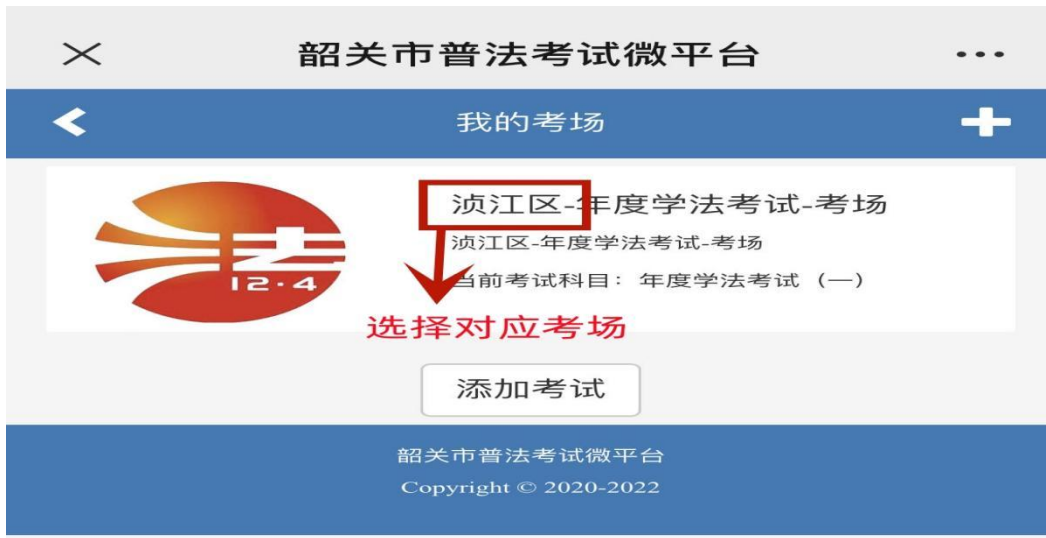 韶关市普法考试微平台
我的考场
浈江区-年度学法考试-考场
浈江区-年度学法考试-考场
当前考试科目：年度学法考试（一）
法
12·4
选择对应考场
添加考试
韶关市普法考试微平台
Copyright © 2020-2022